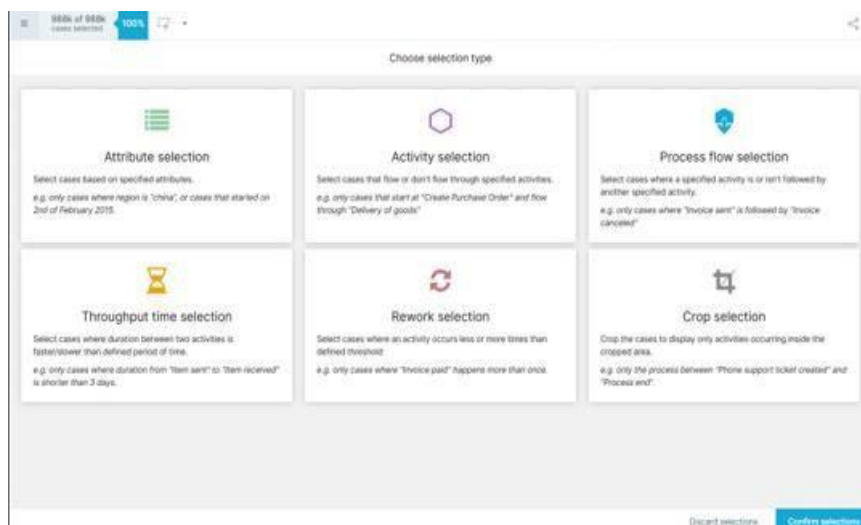 988k of 988k
cases selected
100%
Choose selection type
Attribute selection
Select cases based on specified attributes.
e.g. only cases where region is "china", or cases that started on
2nd of February 2015.
Activity selection
Select cases that flow or don't flow through specified activities.
e.g. only cases that start at "Create Purchase Order" and flow
through "Delivery of goods"
Process flow selection
Select cases where a specified activity is or isn't followed by
another specified activity.
e.g. only cases where "Invoice sent" is followed by "Invoice
canceled"
Throughput time selection
Select cases where duration between two activities is
faster/slower than defined period of time.
e.g. only cases where duration from "Item sent" to "Item received"
is shorter than 3 days.
Rework selection
Select cases where an activity occurs less or more times than
defined threshold
e.g. only cases where "Invoice paid" happens more than once.
Crop selection
Crop the cases to display only activities occurring inside the
cropped area.
e.g. only the process between "Phone support ticket created" and
"Process end".
Discard selections
Confirm selections